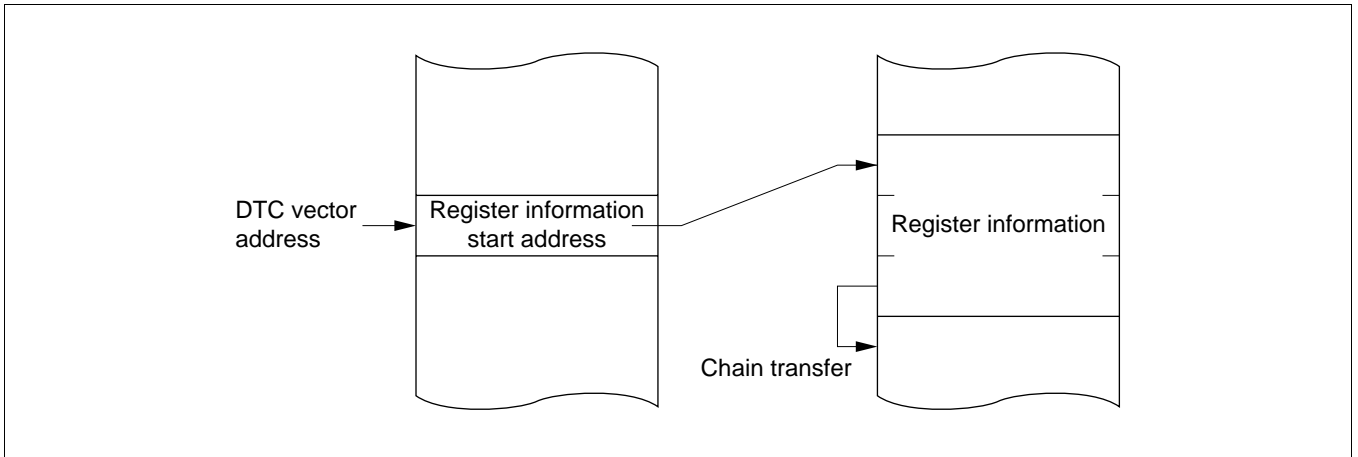 DTC vector
address
Register information
start address
Register information
Chain transfer